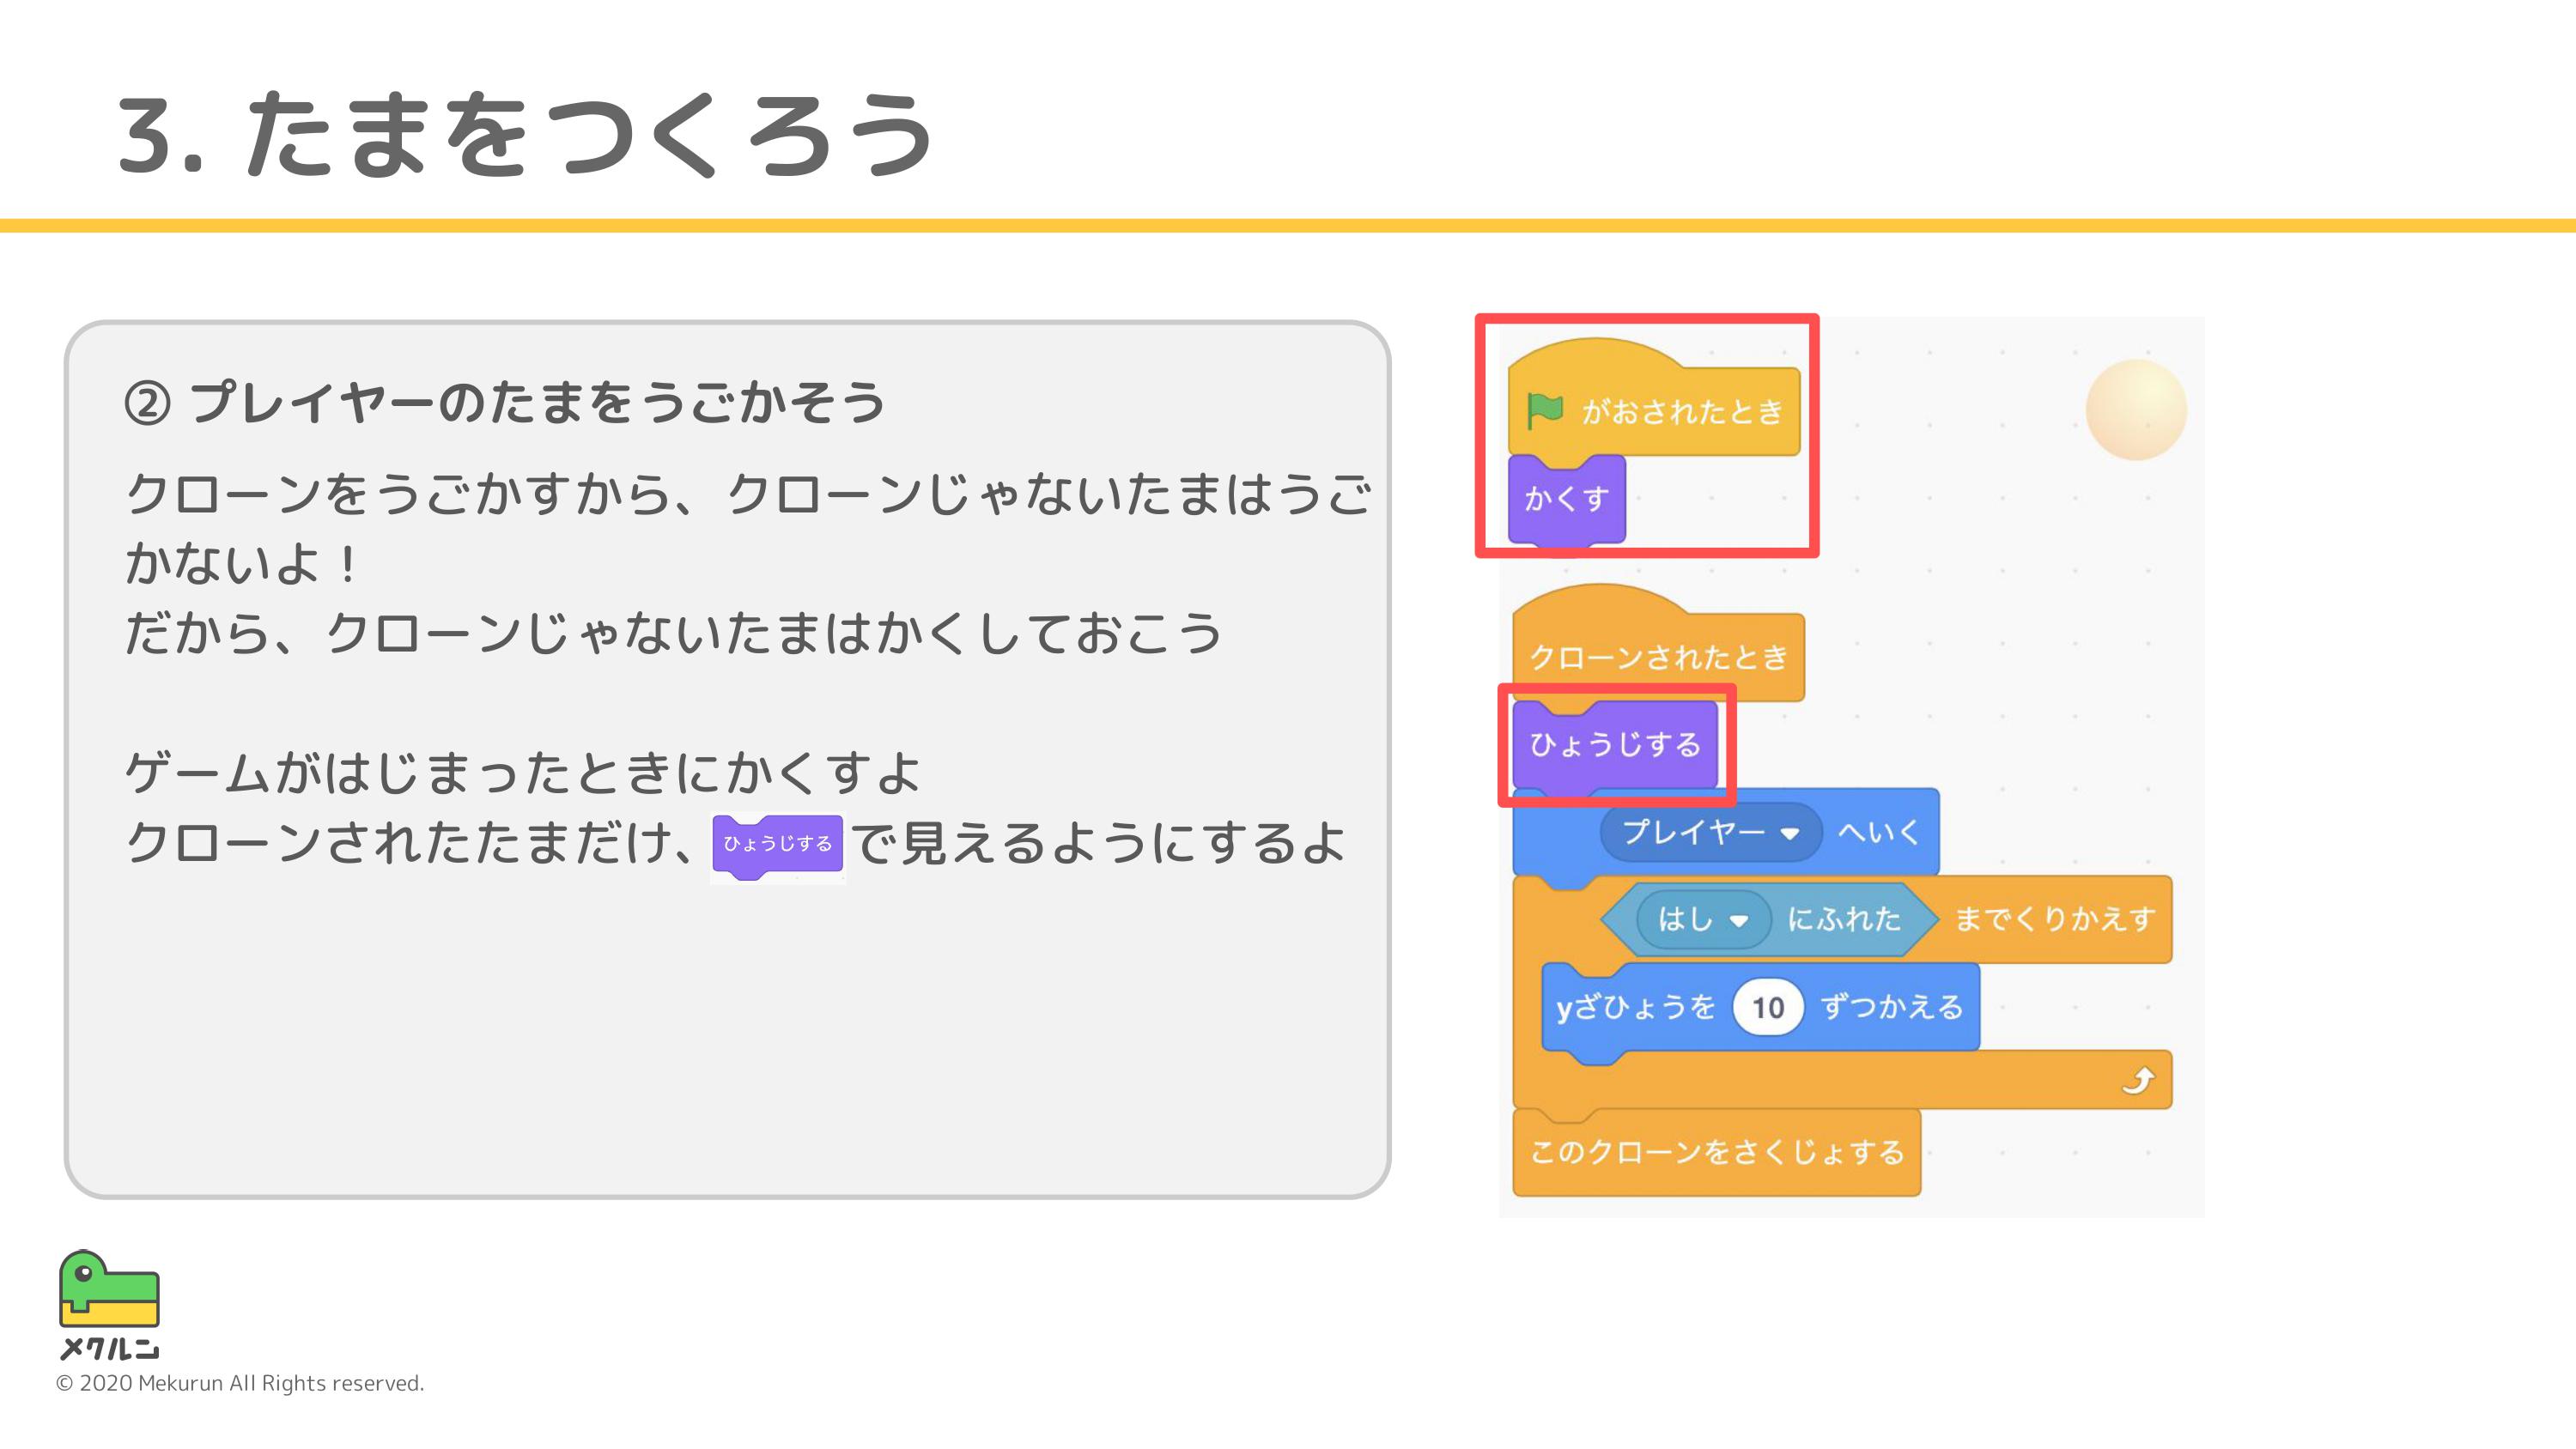 3. たまをつくろう
② プレイヤーのたまをうごかそう
クローンをうごかすから、クローンじゃないたまはうご
かないよ！
だから、クローンじゃないたまはかくしておこう
ゲームがはじまったときにかくすよ
クローンされたたまだけ、 ひょうじする で見えるようにするよ
がおされたとき
かくす
クローンされたとき
ひょうじする
プレイヤー へいく
はし にふれた までくりかえす
yざひょうを 10 ずつかえる
このクローンをさくじょする
メクルン
© 2020 Mekurun All Rights reserved.